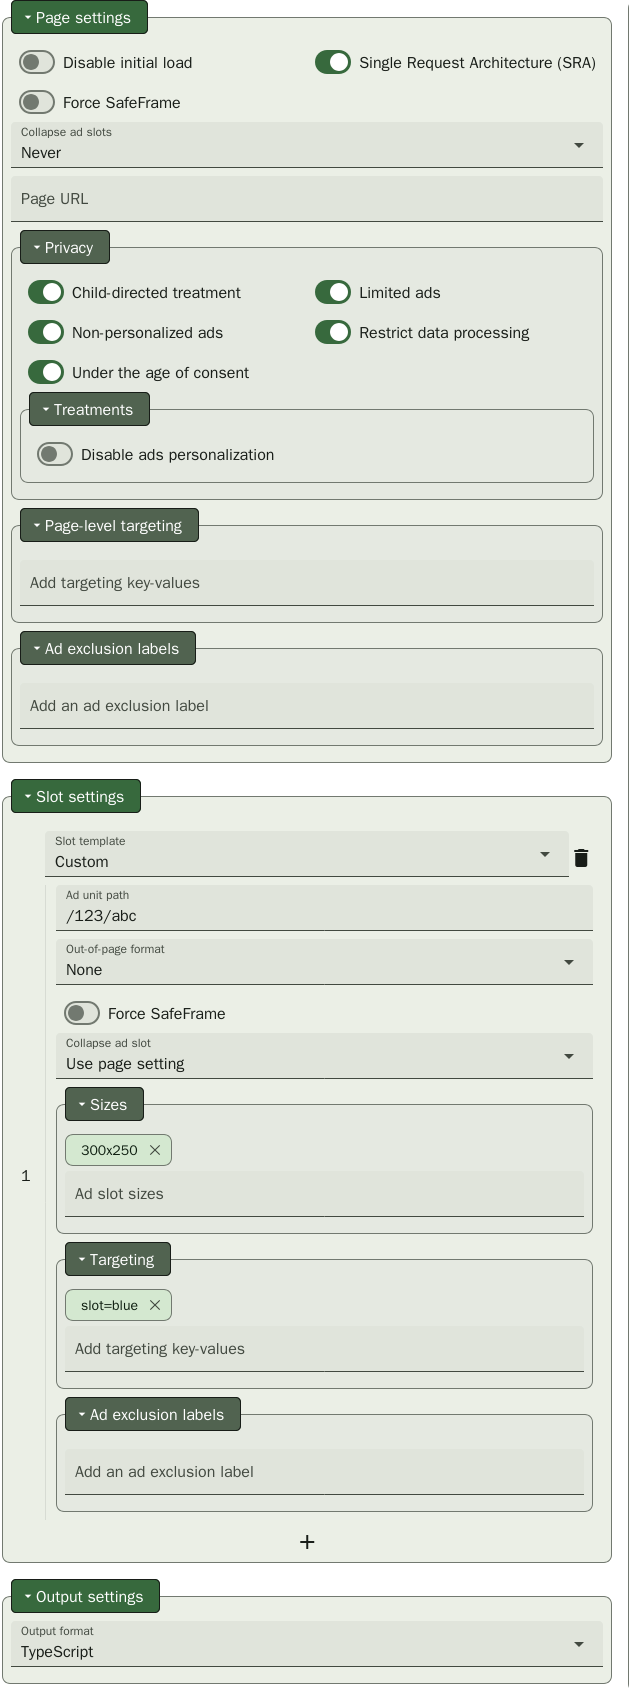 Page settings
Disable initial load
Single Request Architecture (SRA)
Force SafeFrame
Collapse ad slots
Never
Page URL
Privacy
Child-directed treatment
Limited ads
Non-personalized ads
Restrict data processing
Under the age of consent
Treatments
Disable ads personalization
Page-level targeting
Add targeting key-values
Ad exclusion labels
Add an ad exclusion label
Slot settings
Slot template
Custom
Ad unit path
/123/abc
Out-of-page format
None
Force SafeFrame
Collapse ad slot
Use page setting
Sizes
300x250
1
Ad slot sizes
Targeting
slot=blue
Add targeting key-values
Ad exclusion labels
Add an ad exclusion label
+
Output settings
Output format
TypeScript